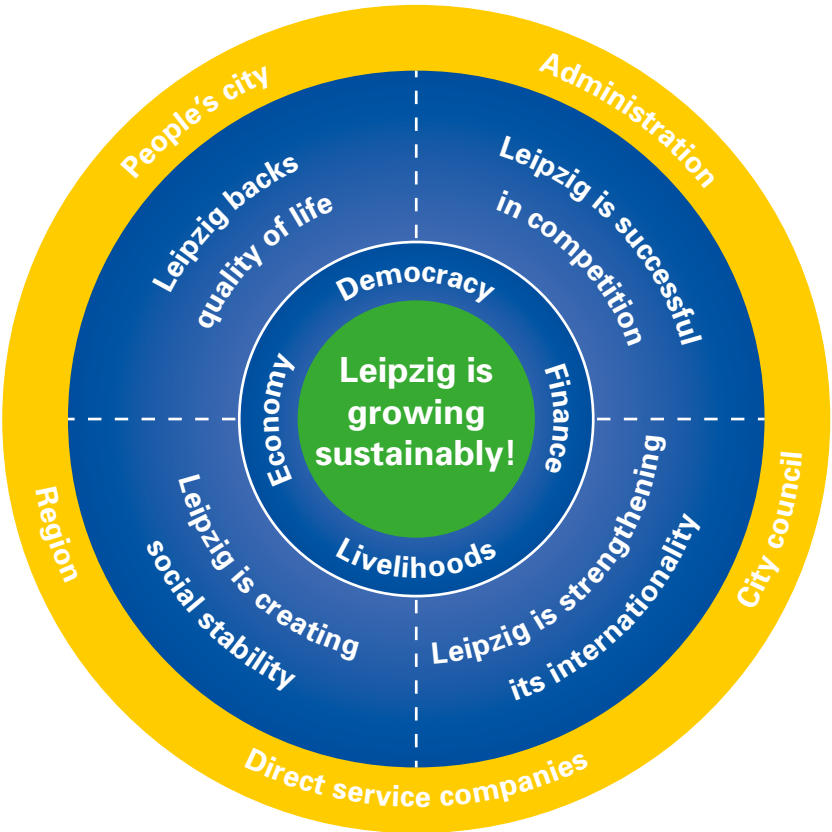 People's city
Administration
Leipzig backs
quality of life
Leipzig is successful
in competition
Democracy
Economy
Finance
Leipzig is
growing
sustainably!
Livelihoods
Region
City council
Leipzig is creating
social stability
Leipzig is strengthening
its internationality
Direct service companies